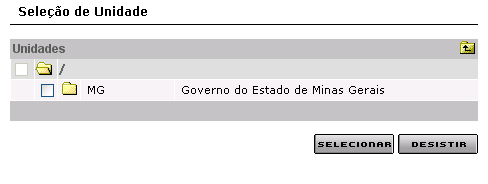 Seleção de Unidade
Unidades
/
MG Governo do Estado de Minas Gerais
SELECIONAR DESISTIR